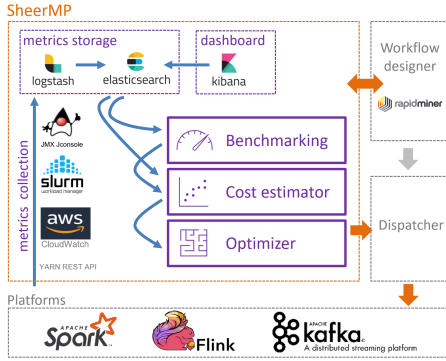 SheerMP
metrics storage
dashboard
logstash
elasticsearch
kibana
Workflow
designer
rapidminer
JMX Jconsole
slurm
workload manager
aws
CloudWatch
YARN REST API
metrics collection
Benchmarking
Cost estimator
Optimizer
Dispatcher
Platforms
APACHE
Spark
Flink
APACHE
kafka
A distributed streaming platform